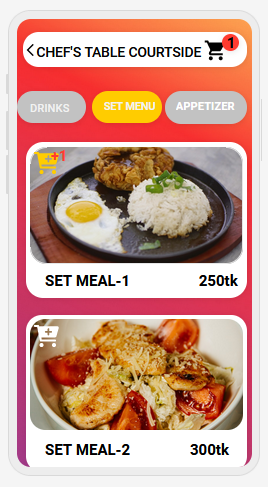 CHEF'S TABLE COURTSIDE 1
DRINKS SET MENU APPETIZER
+1
SET MEAL-1 250tk
SET MEAL-2 300tk